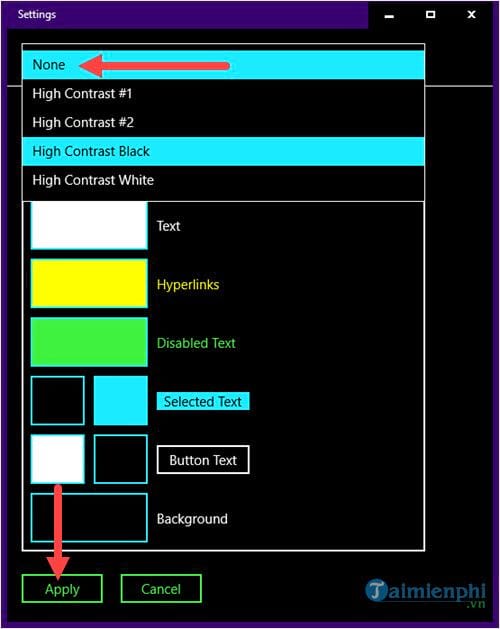 Settings
None
High Contrast #1
High Contrast #2
High Contrast Black
High Contrast White
Text
Hyperlinks
Disabled Text
Selected Text
Button Text
Background
Apply
Cancel
Taimienphi
.vn